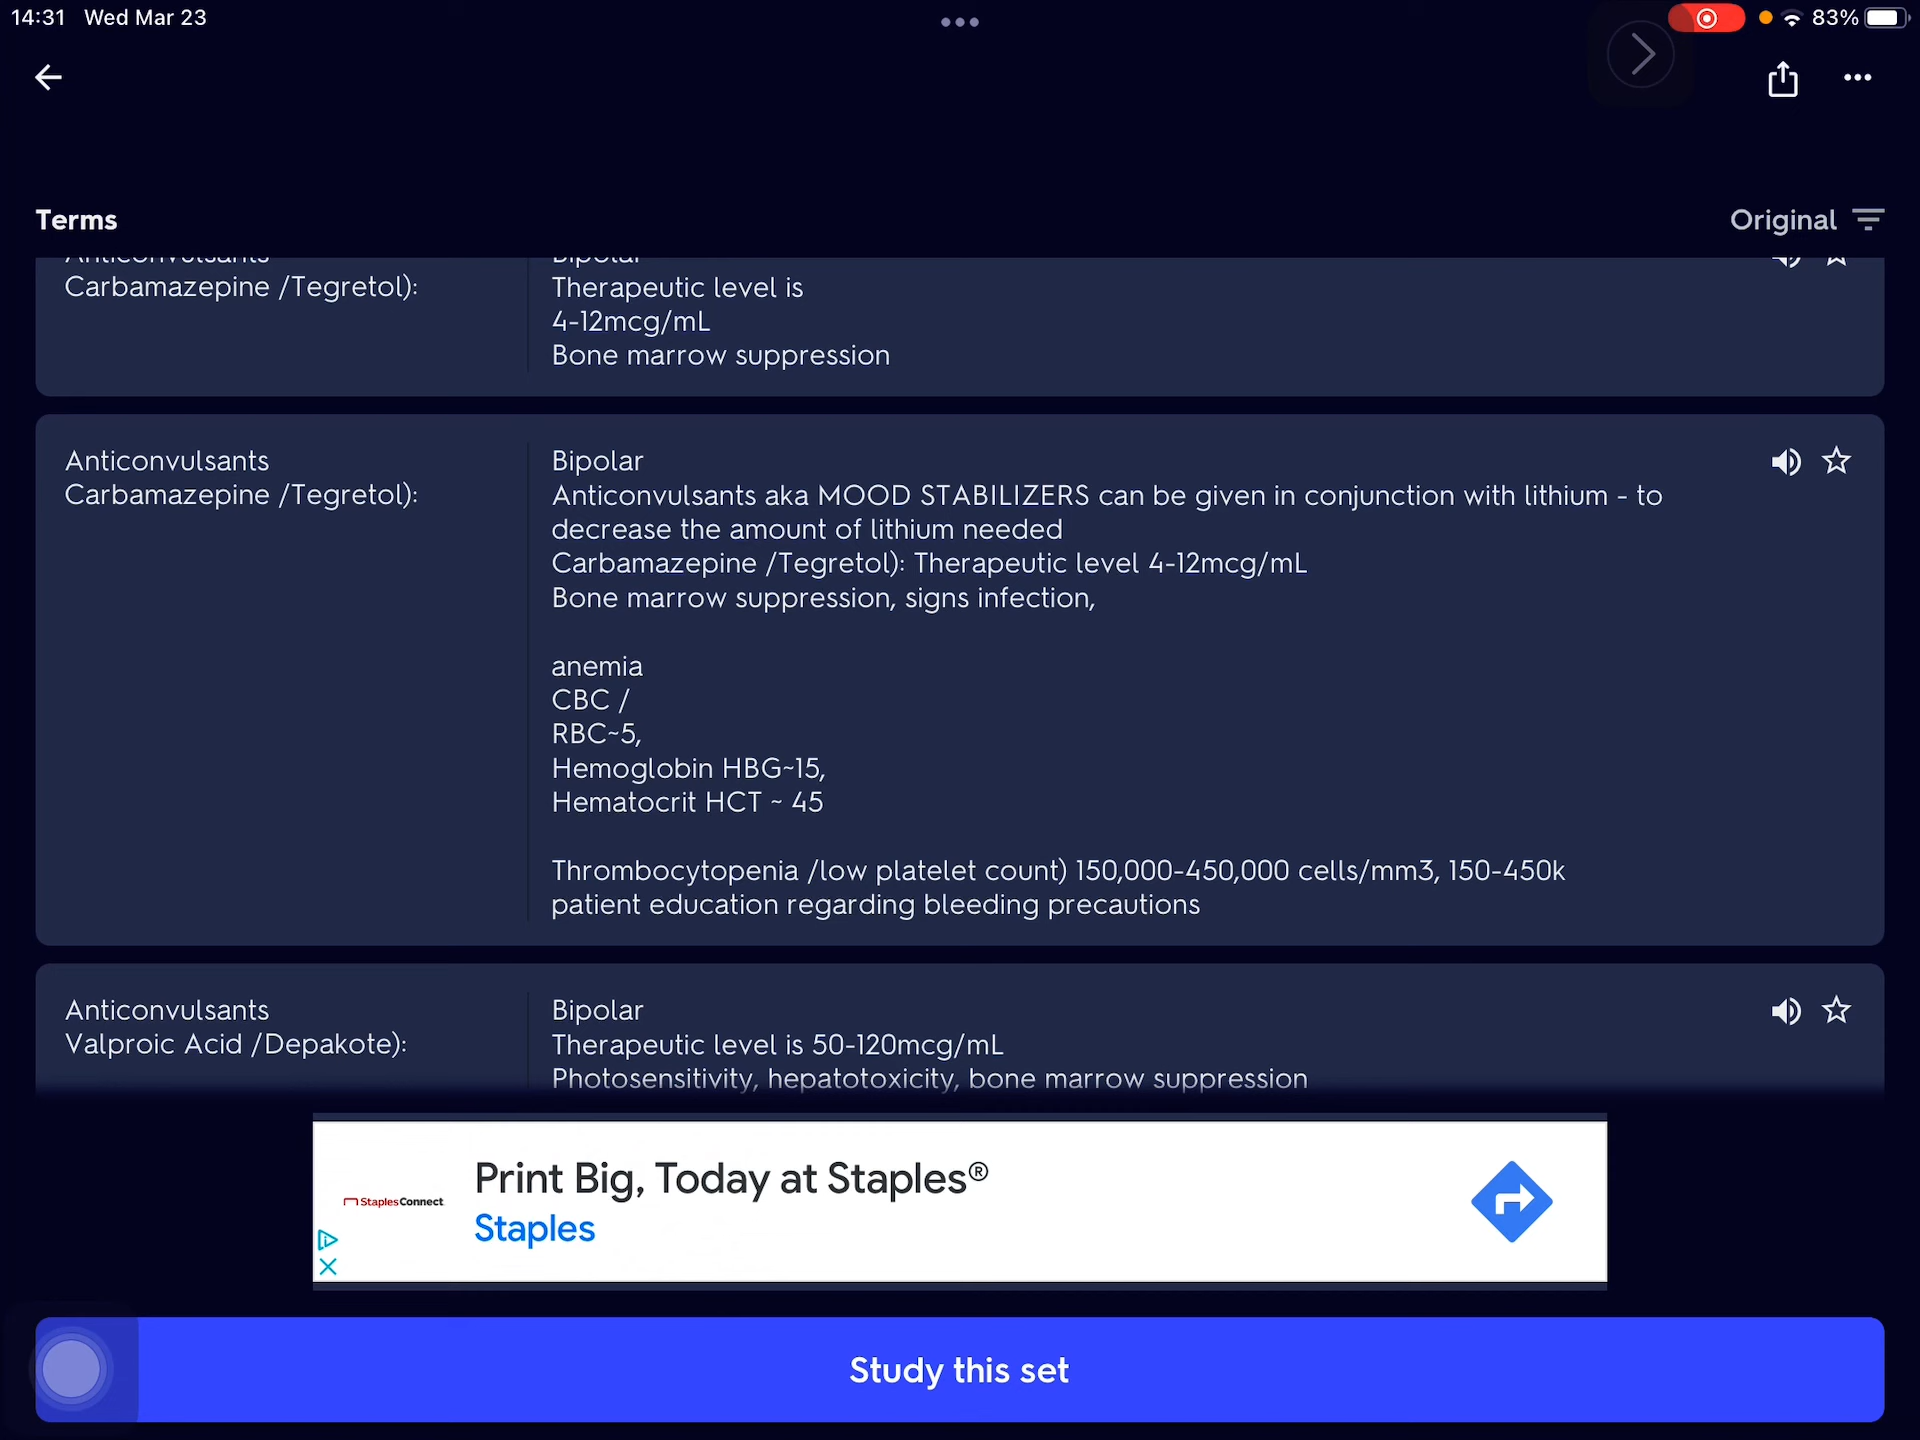 14:31 Wed Mar 23
83%
Terms
Original
Anticonvulsants
Carbamazepine /Tegretol):
Bipolar
Therapeutic level is
4-12mcg/mL
Bone marrow suppression
Anticonvulsants
Carbamazepine /Tegretol):
Bipolar
Anticonvulsants aka MOOD STABILIZERS can be given in conjunction with lithium - to
decrease the amount of lithium needed
Carbamazepine /Tegretol): Therapeutic level 4-12mcg/mL
Bone marrow suppression, signs infection,
anemia
CBC /
RBC~5,
Hemoglobin HBG~15,
Hematocrit HCT ~ 45
Thrombocytopenia /low platelet count) 150,000-450,000 cells/mm3, 150-450k
patient education regarding bleeding precautions
Anticonvulsants
Valproic Acid /Depakote):
Bipolar
Therapeutic level is 50-120mcg/mL
Photosensitivity, hepatotoxicity, bone marrow suppression
StaplesConnect
Print Big, Today at Staples®
Staples
Study this set